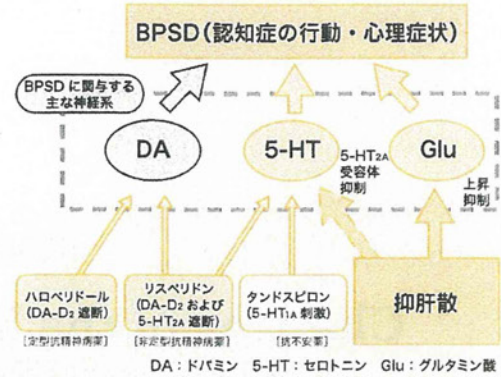 BPSD(認知症の行動・心理症状)
BPSDに関与する
主な神経系
DA
5-HT
5-HT2A
受容体
抑制
Glu
上昇
抑制
ハロペリドール
(DA-D2 遮断)
[定型抗精神病薬]
リスペリドン
(DA-D2 および
5-HT2A 遮断)
[非定型抗精神病薬]
タンドスピロン
(5-HT1A 刺激)
[抗不安薬]
抑肝散
DA:ドパミン 5-HT:セロトニン Glu:グルタミン酸